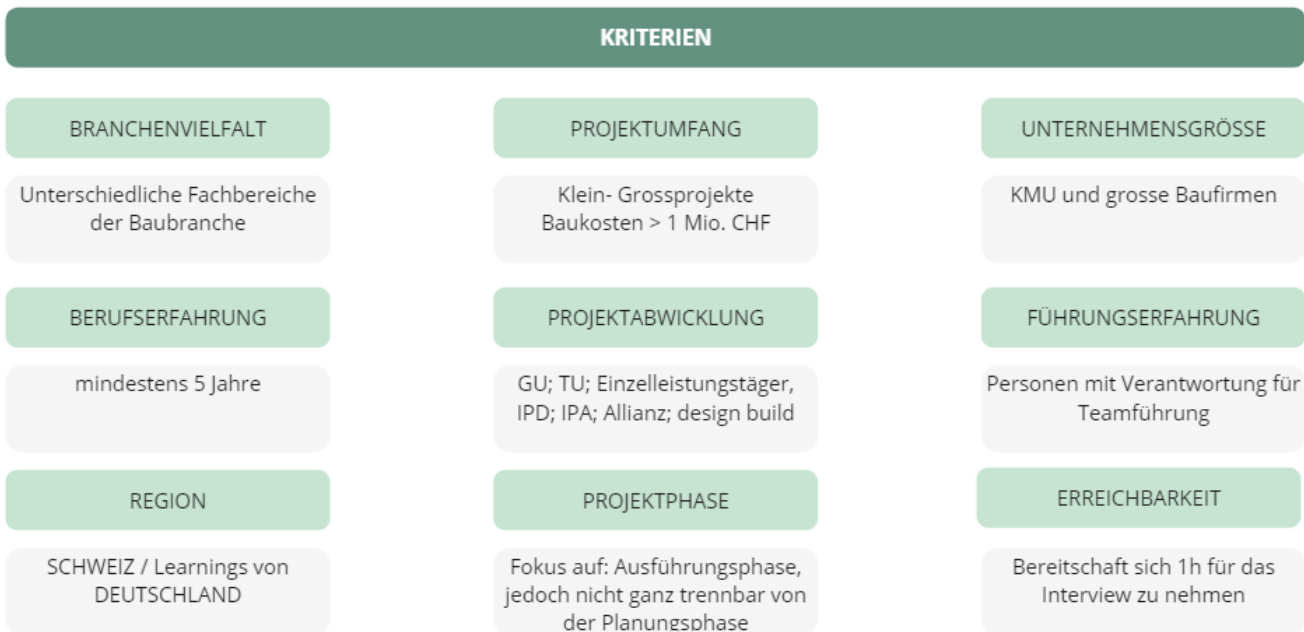 KRITERIEN
BRANCHENVIELFALT
Unterschiedliche Fachbereiche
der Baubranche
PROJEKTUMFANG
Klein- Grossprojekte
Baukosten > 1 Mio. CHF
UNTERNEHMENSGRÖSSE
KMU und grosse Baufirmen
BERUFSERFAHRUNG
mindestens 5 Jahre
PROJEKTABWICKLUNG
GU; TU; Einzelleistungstäger,
IPD; IPA; Allianz; design build
FÜHRUNGSERFAHRUNG
Personen mit Verantwortung für
Teamführung
REGION
SCHWEIZ / Learnings von
DEUTSCHLAND
PROJEKTPHASE
Fokus auf: Ausführungsphase,
jedoch nicht ganz trennbar von
der Planungsphase
ERREICHBARKEIT
Bereitschaft sich 1h für das
Interview zu nehmen